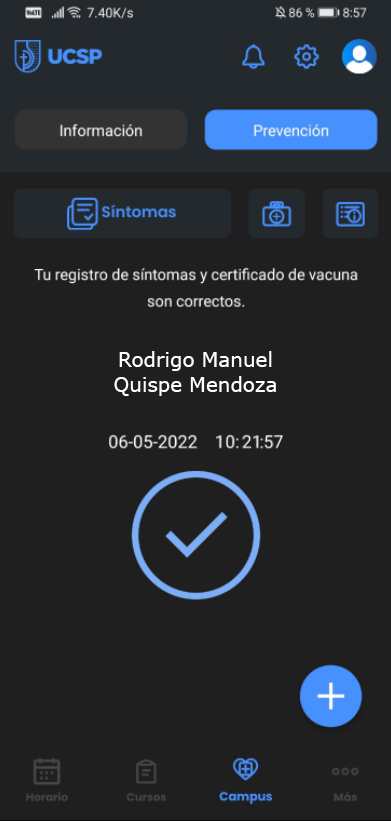 VoLTE 7.40K/s 86 % 8:57
UCSP
Información Prevención
Síntomas
Tu registro de síntomas y certificado de vacuna
son correctos.
Rodrigo Manuel
Quispe Mendoza
06-05-2022 10:21:57
Horario Cursos Campus Más